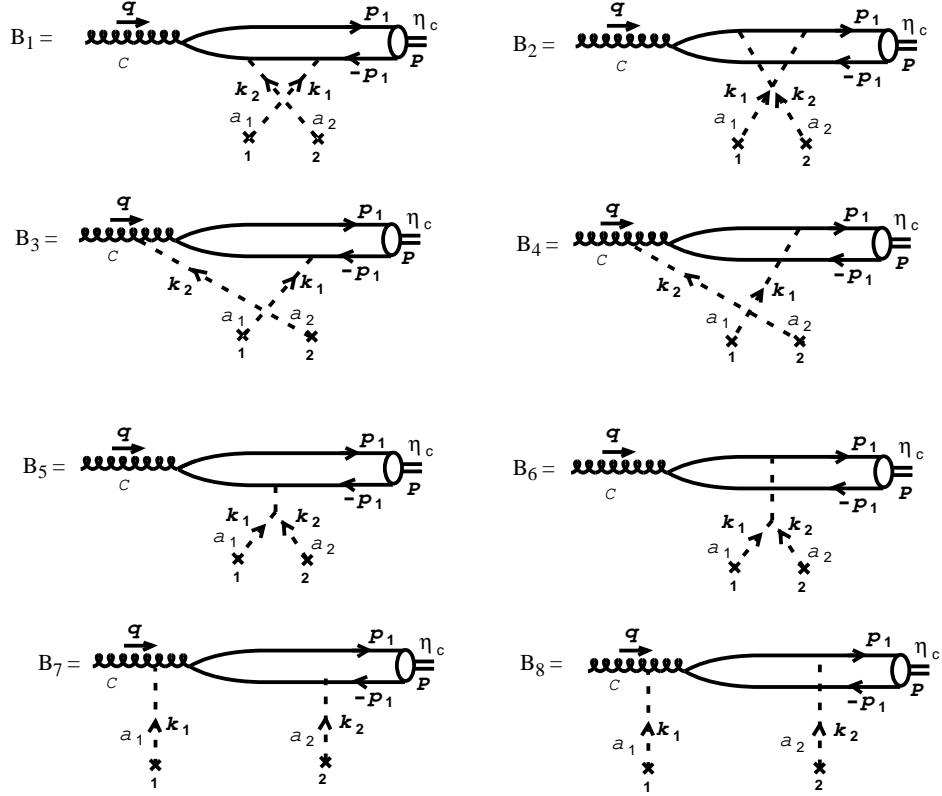 B1 = q C p1 -p1 ηc P k2 k1 a1 a2 1 2
B2 = q C p1 -p1 ηc P k1 k2 a1 a2 1 2
B3 = q C p1 -p1 ηc P k2 k1 a1 a2 1 2
B4 = q C p1 -p1 ηc P k2 k1 a1 a2 1 2
B5 = q C p1 -p1 ηc P k1 k2 a1 a2 1 2
B6 = q C p1 -p1 ηc P k1 k2 a1 a2 1 2
B7 = q C p1 -p1 ηc P k1 k2 a1 a2 1 2
B8 = q C p1 -p1 ηc P k1 k2 a1 a2 1 2